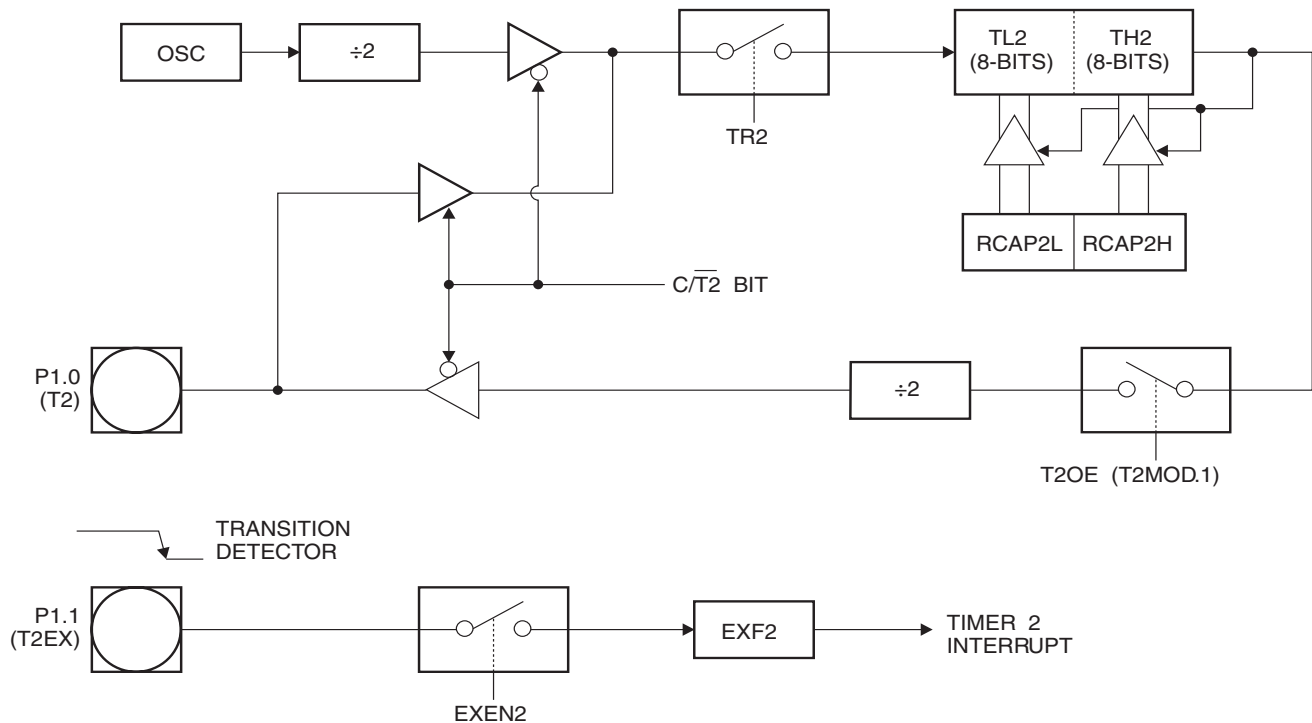 OSC
÷2
TR2
TL2
(8-BITS)
TH2
(8-BITS)
RCAP2L
RCAP2H
C/T2̅ BIT
P1.0
(T2)
÷2
T2OE (T2MOD.1)
TRANSITION
DETECTOR
P1.1
(T2EX)
EXEN2
EXF2
TIMER 2
INTERRUPT